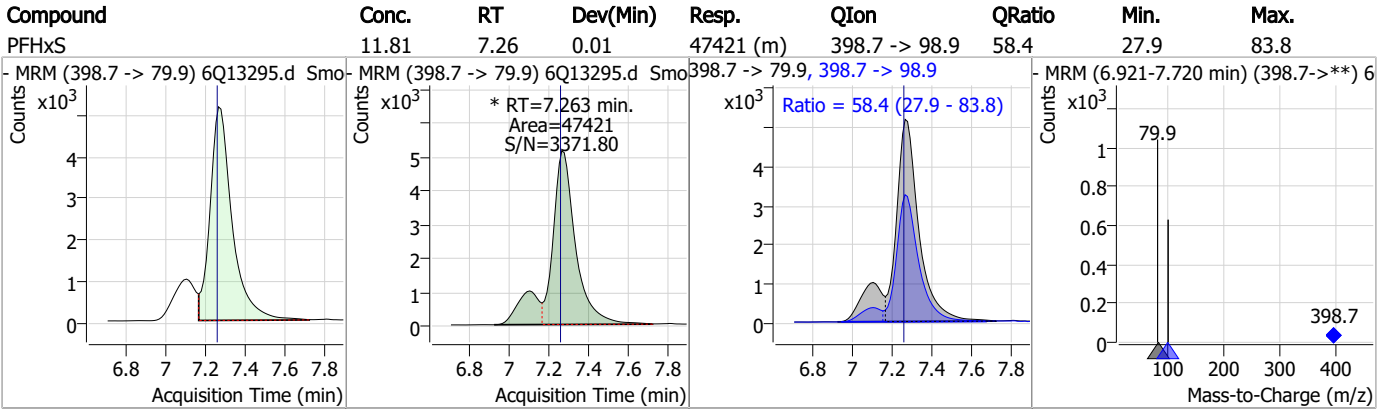 Compound Conc. RT Dev(Min) Resp. QIon QRatio Min. Max.
PFHxS 11.81 7.26 0.01 47421 (m) 398.7 -> 98.9 58.4 27.9 83.8
- MRM (398.7 -> 79.9) 6Q13295.d Smo
Counts
x10³
4
3
2
1
0
6.8 7 7.2 7.4 7.6 7.8
Acquisition Time (min)
- MRM (398.7 -> 79.9) 6Q13295.d Smo
Counts
x10³
* RT=7.263 min.
Area=47421
S/N=3371.80
5
4
3
2
1
0
6.8 7 7.2 7.4 7.6 7.8
Acquisition Time (min)
398.7 -> 79.9, 398.7 -> 98.9
x10³
Ratio = 58.4 (27.9 - 83.8)
4
3
2
1
0
6.8 7 7.2 7.4 7.6 7.8
Acquisition Time (min)
- MRM (6.921-7.720 min) (398.7->**) 6
Counts
x10³
79.9
1
0.8
0.6
0.4
0.2
0
398.7
100 200 300 400
Mass-to-Charge (m/z)